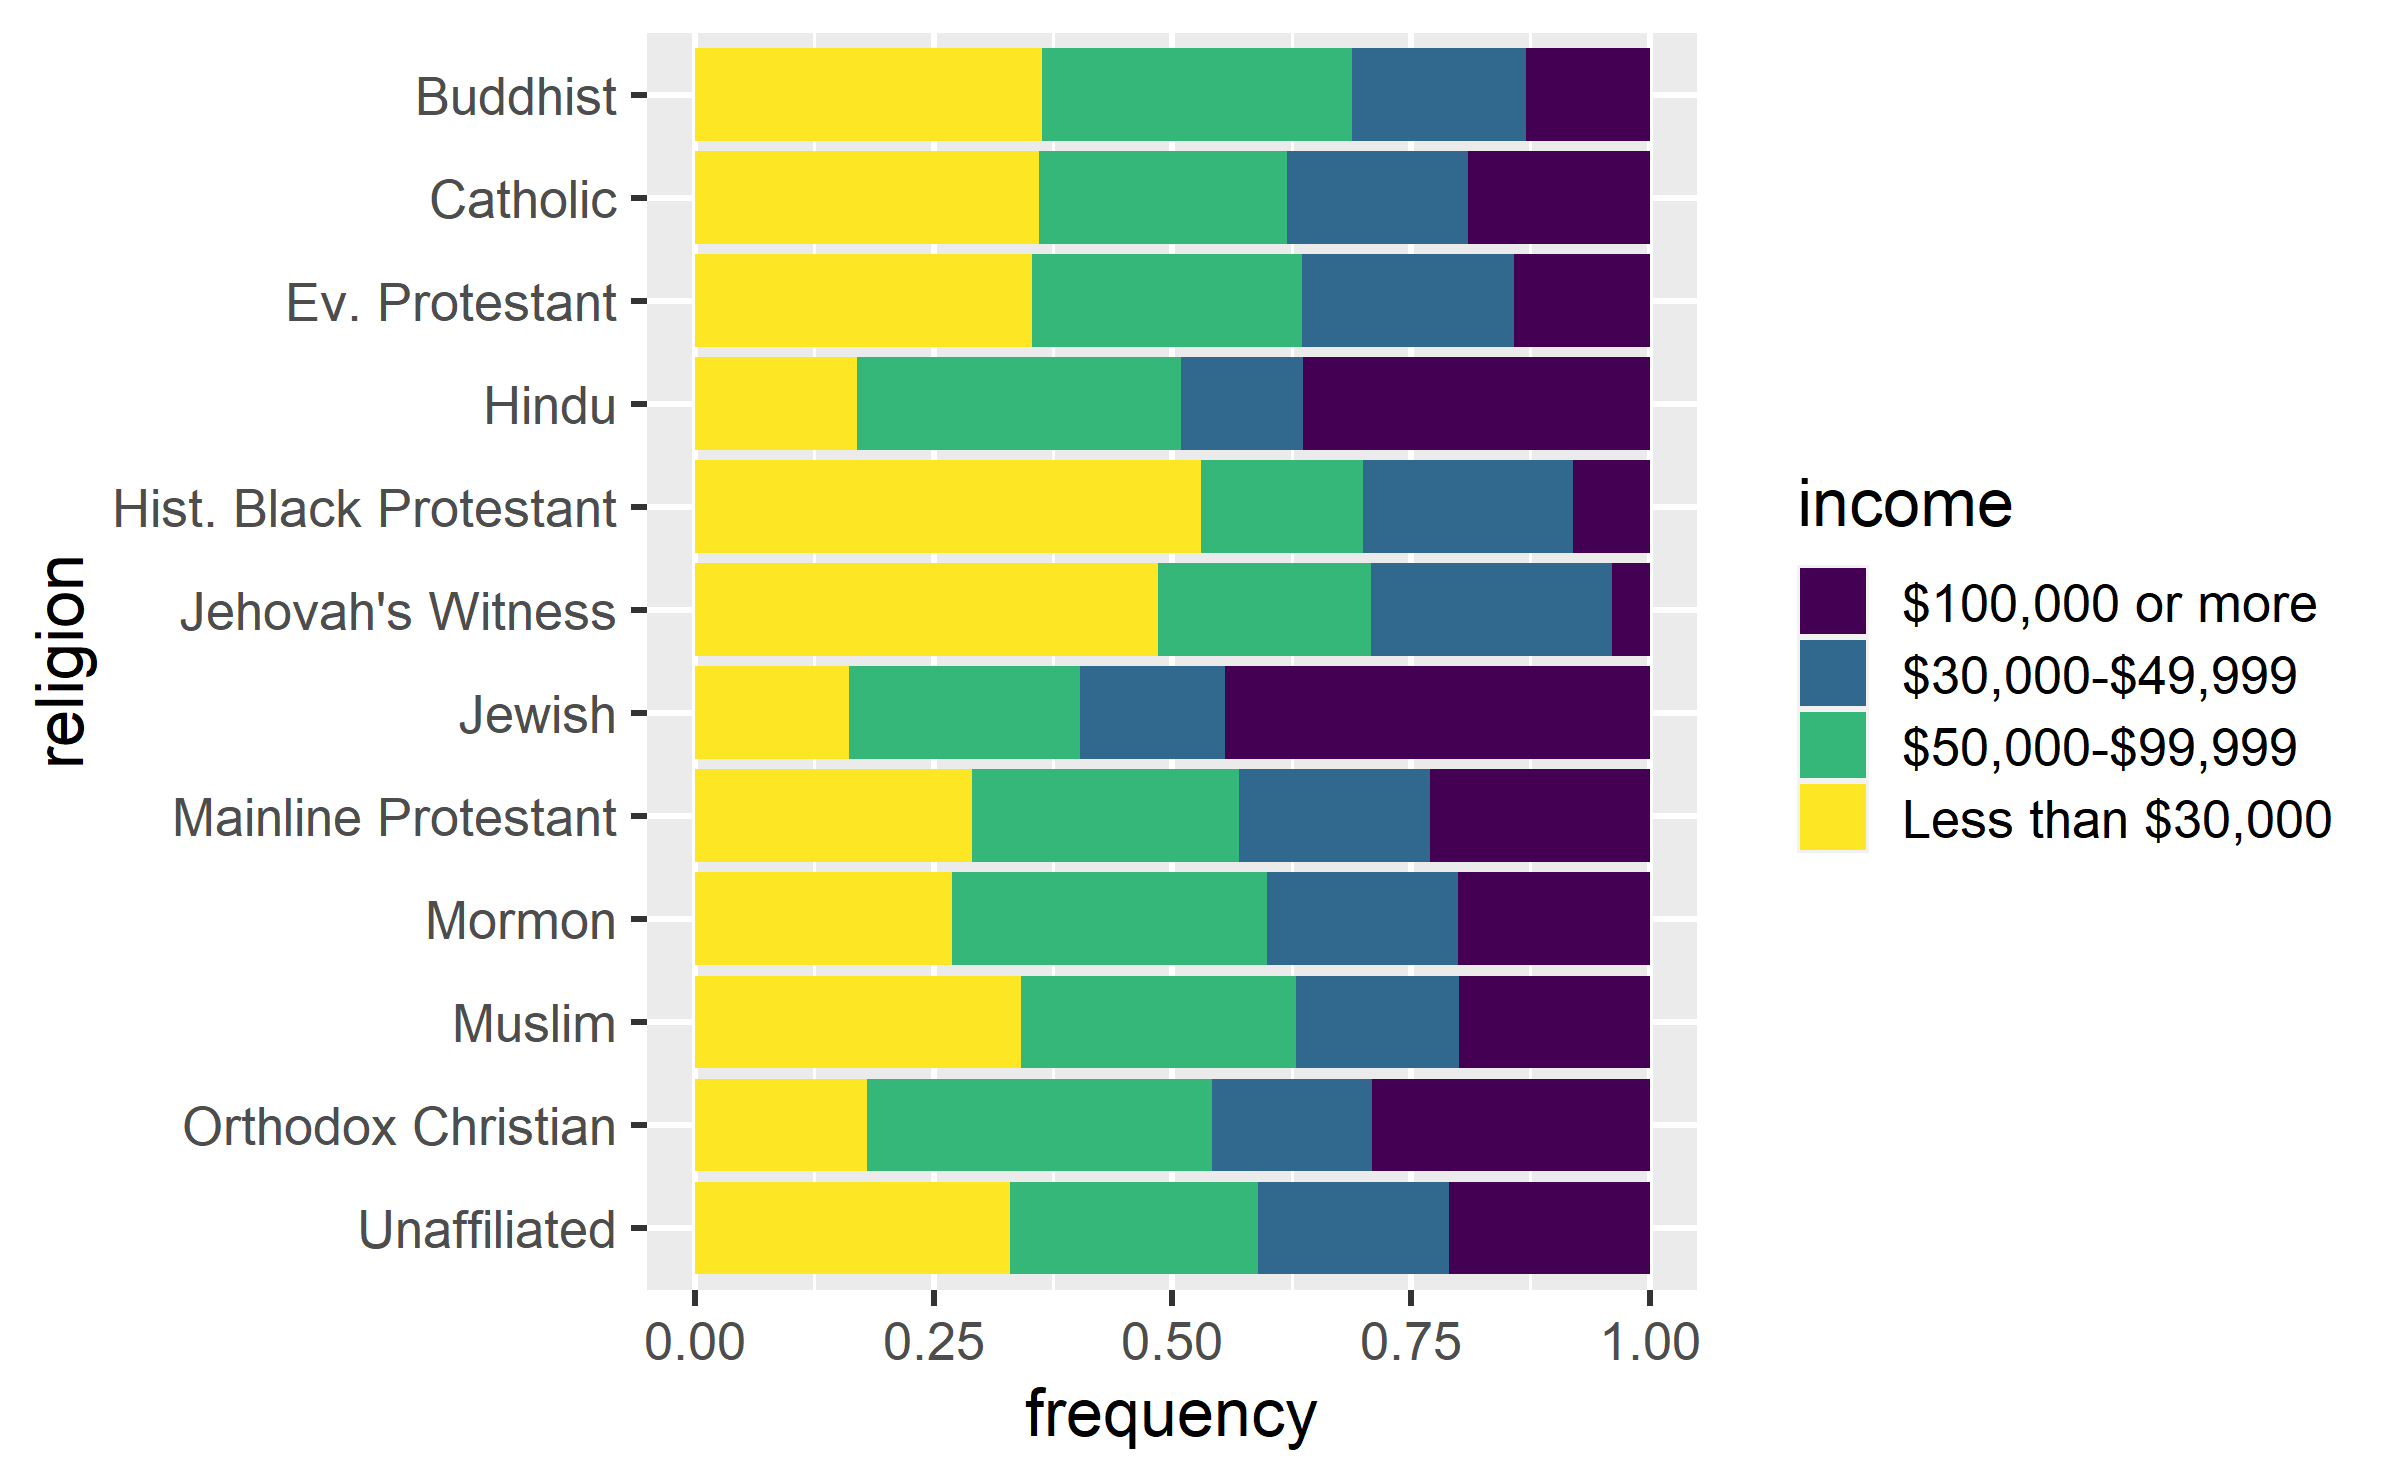 Buddhist
Catholic
Ev. Protestant
Hindu
Hist. Black Protestant
Jehovah's Witness
Jewish
Mainline Protestant
Mormon
Muslim
Orthodox Christian
Unaffiliated
religion
0.00 0.25 0.50 0.75 1.00
frequency
income
$100,000 or more
$30,000-$49,999
$50,000-$99,999
Less than $30,000